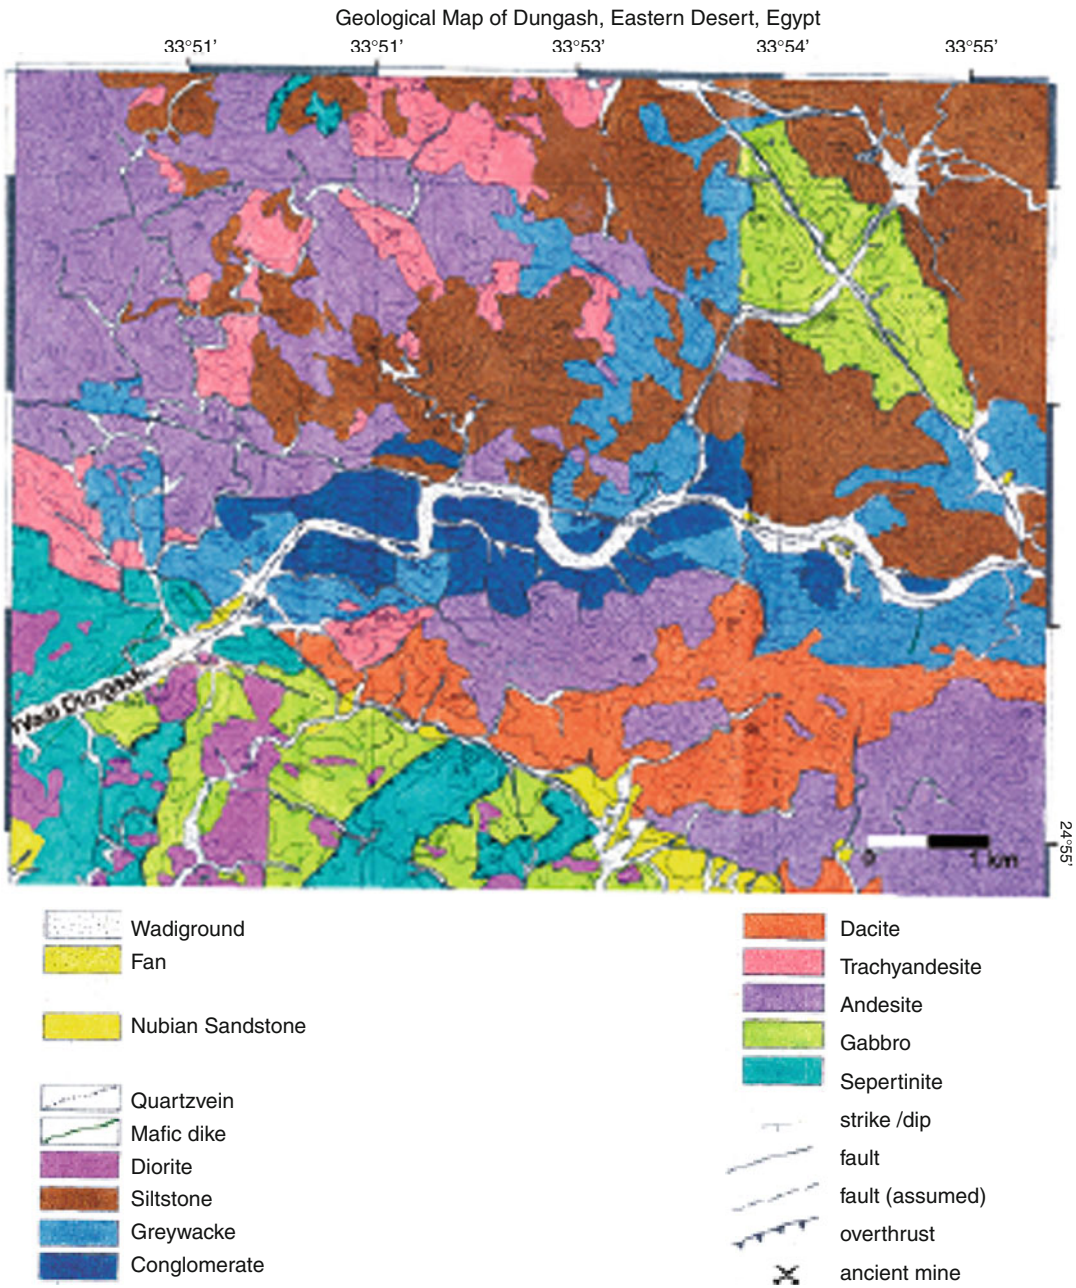 Geological Map of Dungash, Eastern Desert, Egypt
33°51’ 33°51’ 33°53’ 33°54’ 33°55’
Wadi Dungash
24°55’
0 1 km
Wadiground
Fan
Nubian Sandstone
Quartzvein
Mafic dike
Diorite
Siltstone
Greywacke
Conglomerate
Dacite
Trachyandesite
Andesite
Gabbro
Sepertinite
strike /dip
fault
fault (assumed)
overthrust
ancient mine